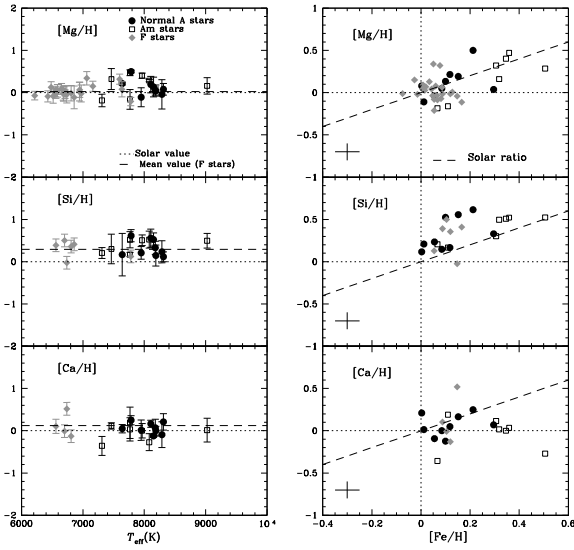 [Mg/H]
Normal A stars
Am stars
F stars
Solar value
Mean value (F stars)
2
1
0
-1
-2
[Mg/H]
Solar ratio
1
0.5
0
-0.5
-1
[Si/H]
1
0
-1
-2
[Si/H]
0.5
0
-0.5
-1
[Ca/H]
1
0
-1
-2
[Ca/H]
0.5
0
-0.5
-1
6000 7000 8000 9000 10⁴
T_eff(K)
-0.4 -0.2 0 0.2 0.4 0.6
[Fe/H]